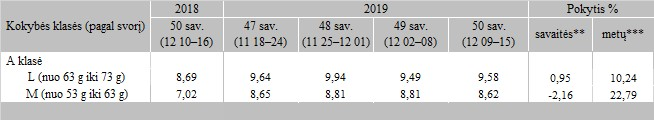 Kokybės klasės (pagal svorį) 2018 2019 Pokytis %
50 sav. (12 10–16) 47 sav. (11 18–24) 48 sav. (11 25–12 01) 49 sav. (12 02–08) 50 sav. (12 09–15) savaitės** metų***
A klasė
L (nuo 63 g iki 73 g) 8,69 9,64 9,94 9,49 9,58 0,95 10,24
M (nuo 53 g iki 63 g) 7,02 8,65 8,81 8,81 8,62 -2,16 22,79